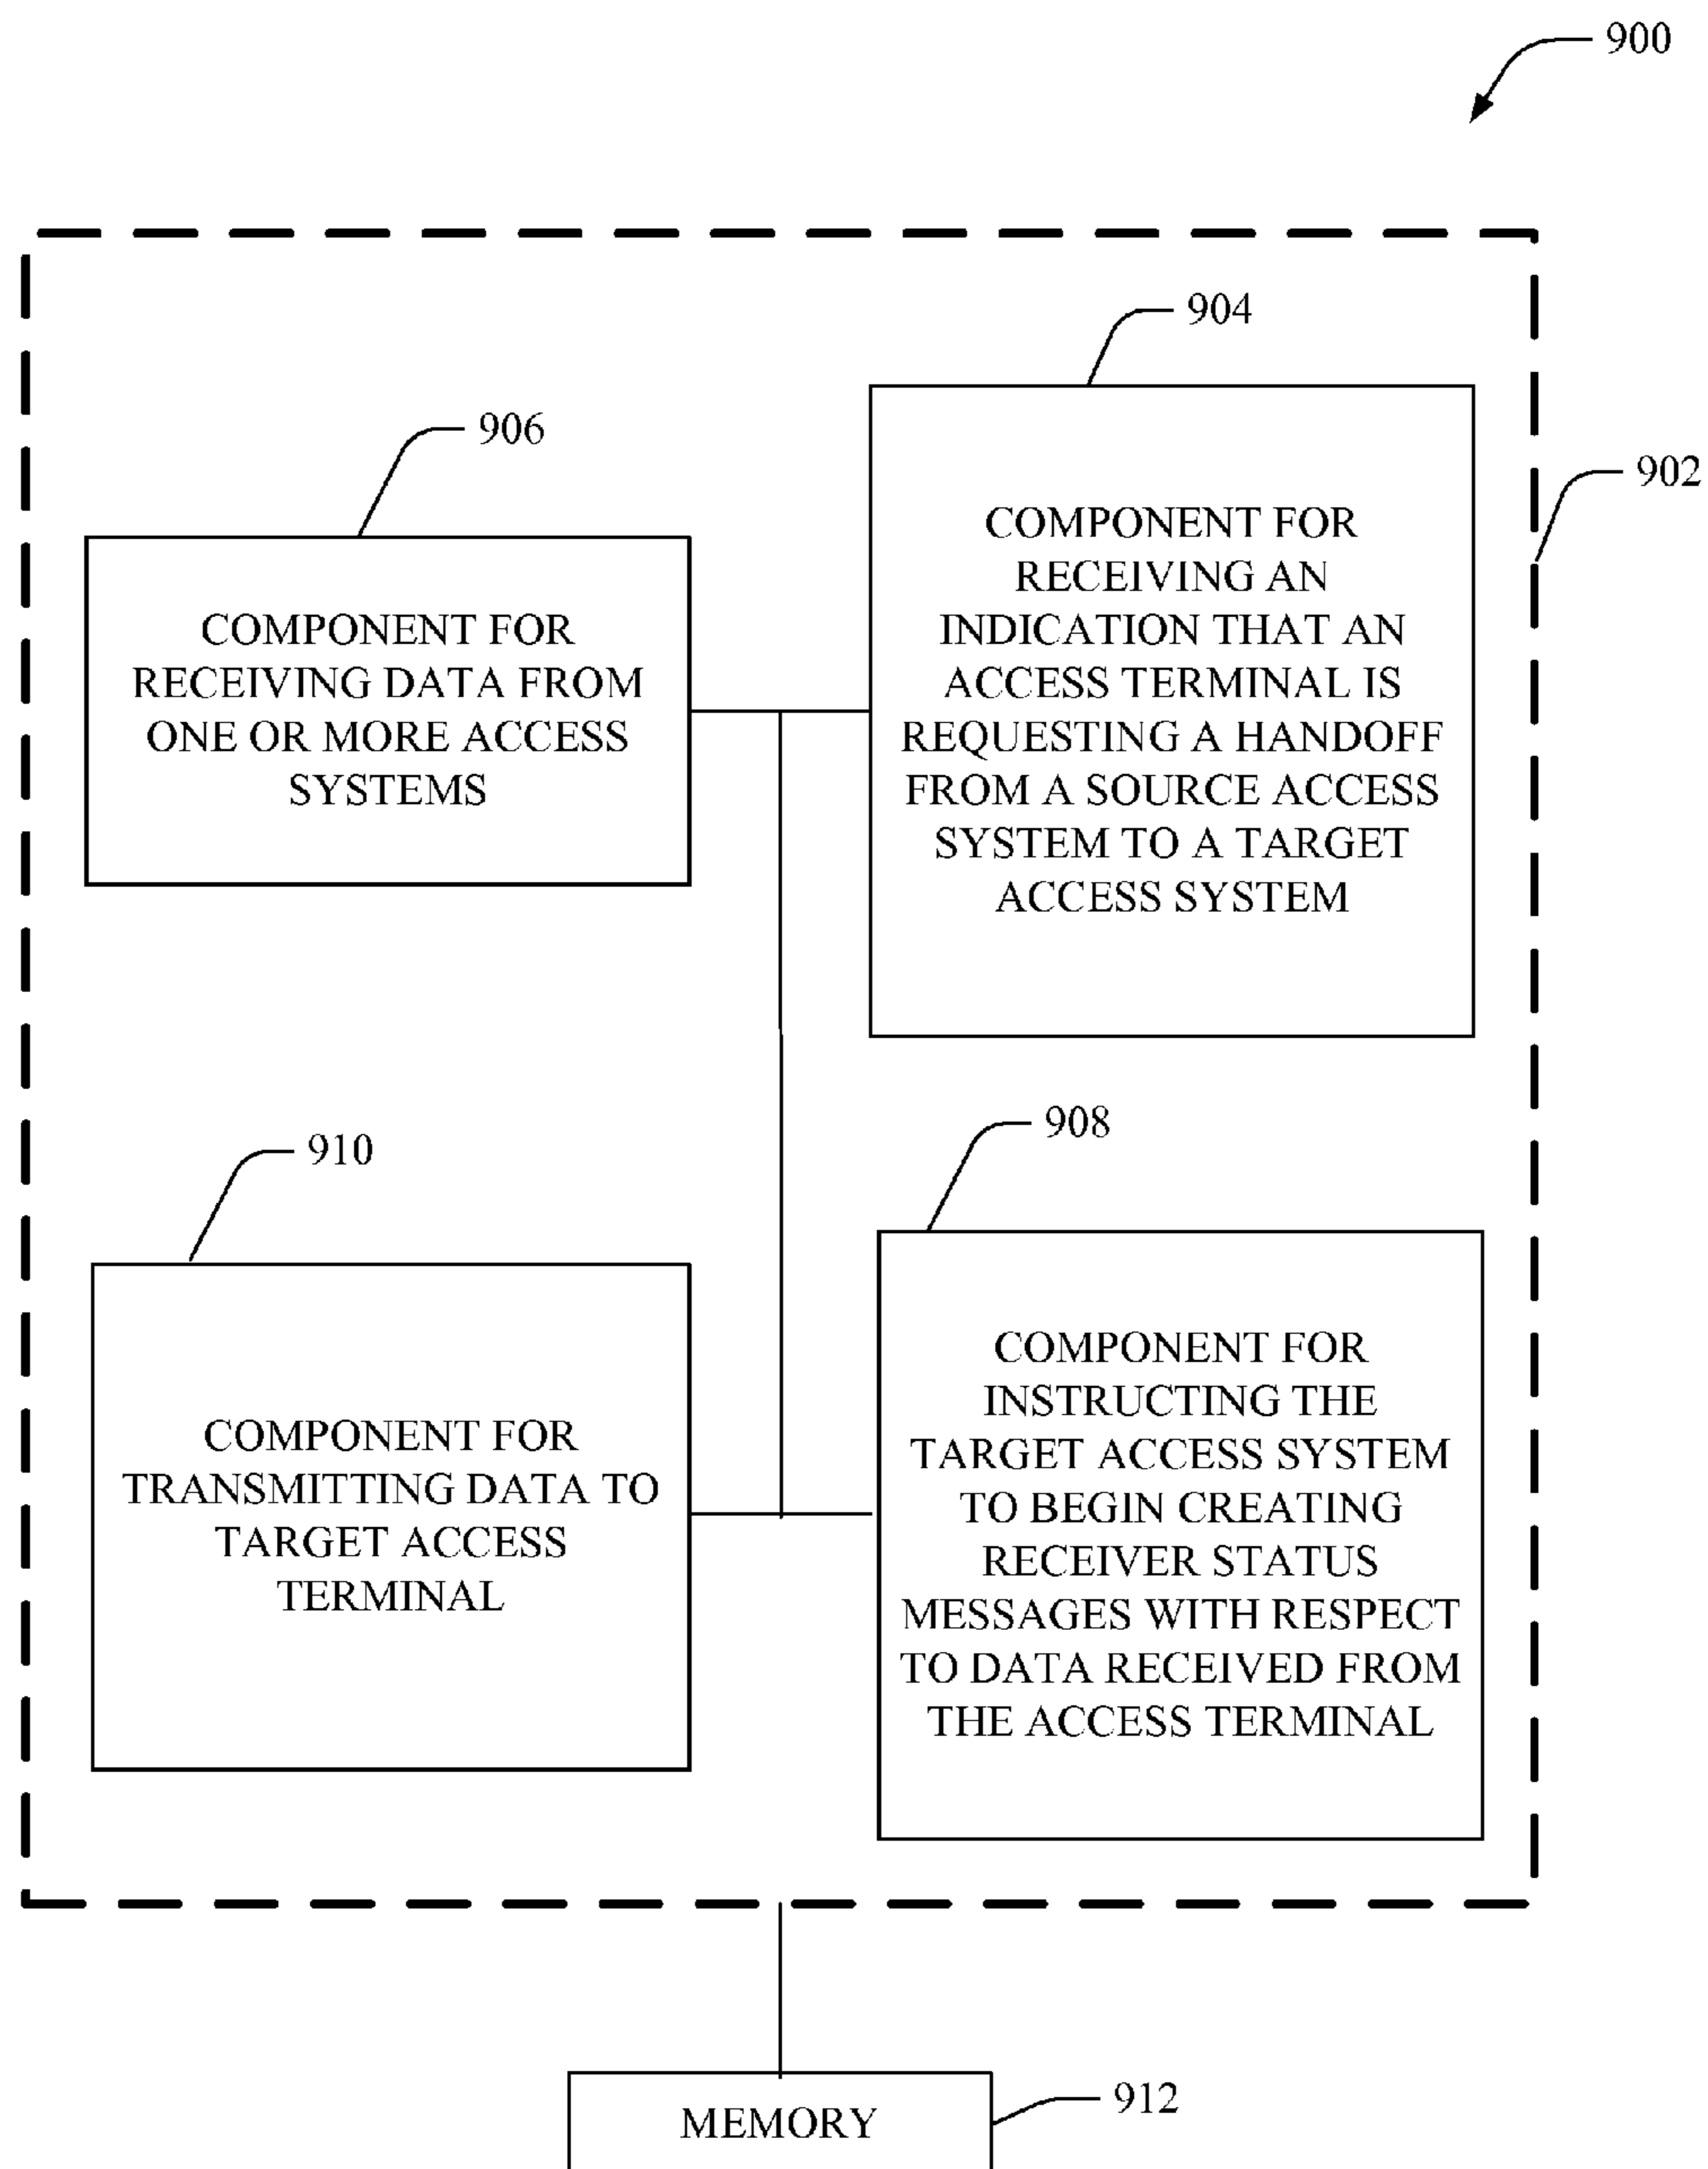 900
904
906
902
COMPONENT FOR
RECEIVING AN
INDICATION THAT AN
ACCESS TERMINAL IS
REQUESTING A HANDOFF
FROM A SOURCE ACCESS
SYSTEM TO A TARGET
ACCESS SYSTEM
COMPONENT FOR
RECEIVING DATA FROM
ONE OR MORE ACCESS
SYSTEMS
908
910
COMPONENT FOR
INSTRUCTING THE
TARGET ACCESS SYSTEM
TO BEGIN CREATING
RECEIVER STATUS
MESSAGES WITH RESPECT
TO DATA RECEIVED FROM
THE ACCESS TERMINAL
COMPONENT FOR
TRANSMITTING DATA TO
TARGET ACCESS
TERMINAL
912
MEMORY